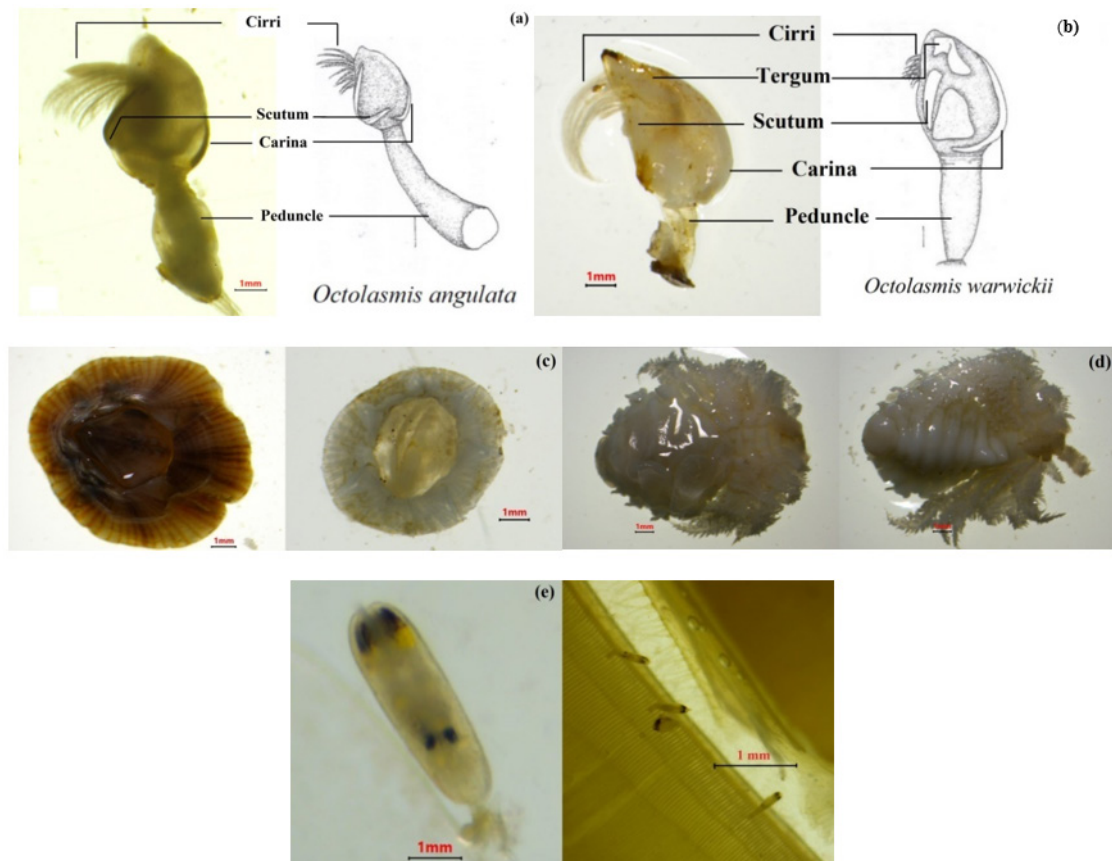 Cirri
(a)
Scutum
Carina
Peduncle
1mm
Octolasmis angulata
Cirri
(b)
Tergum
Scutum
Carina
Peduncle
1mm
Octolasmis warwickii
1mm
(c)
1mm
1mm
(d)
(e)
1mm
1 mm